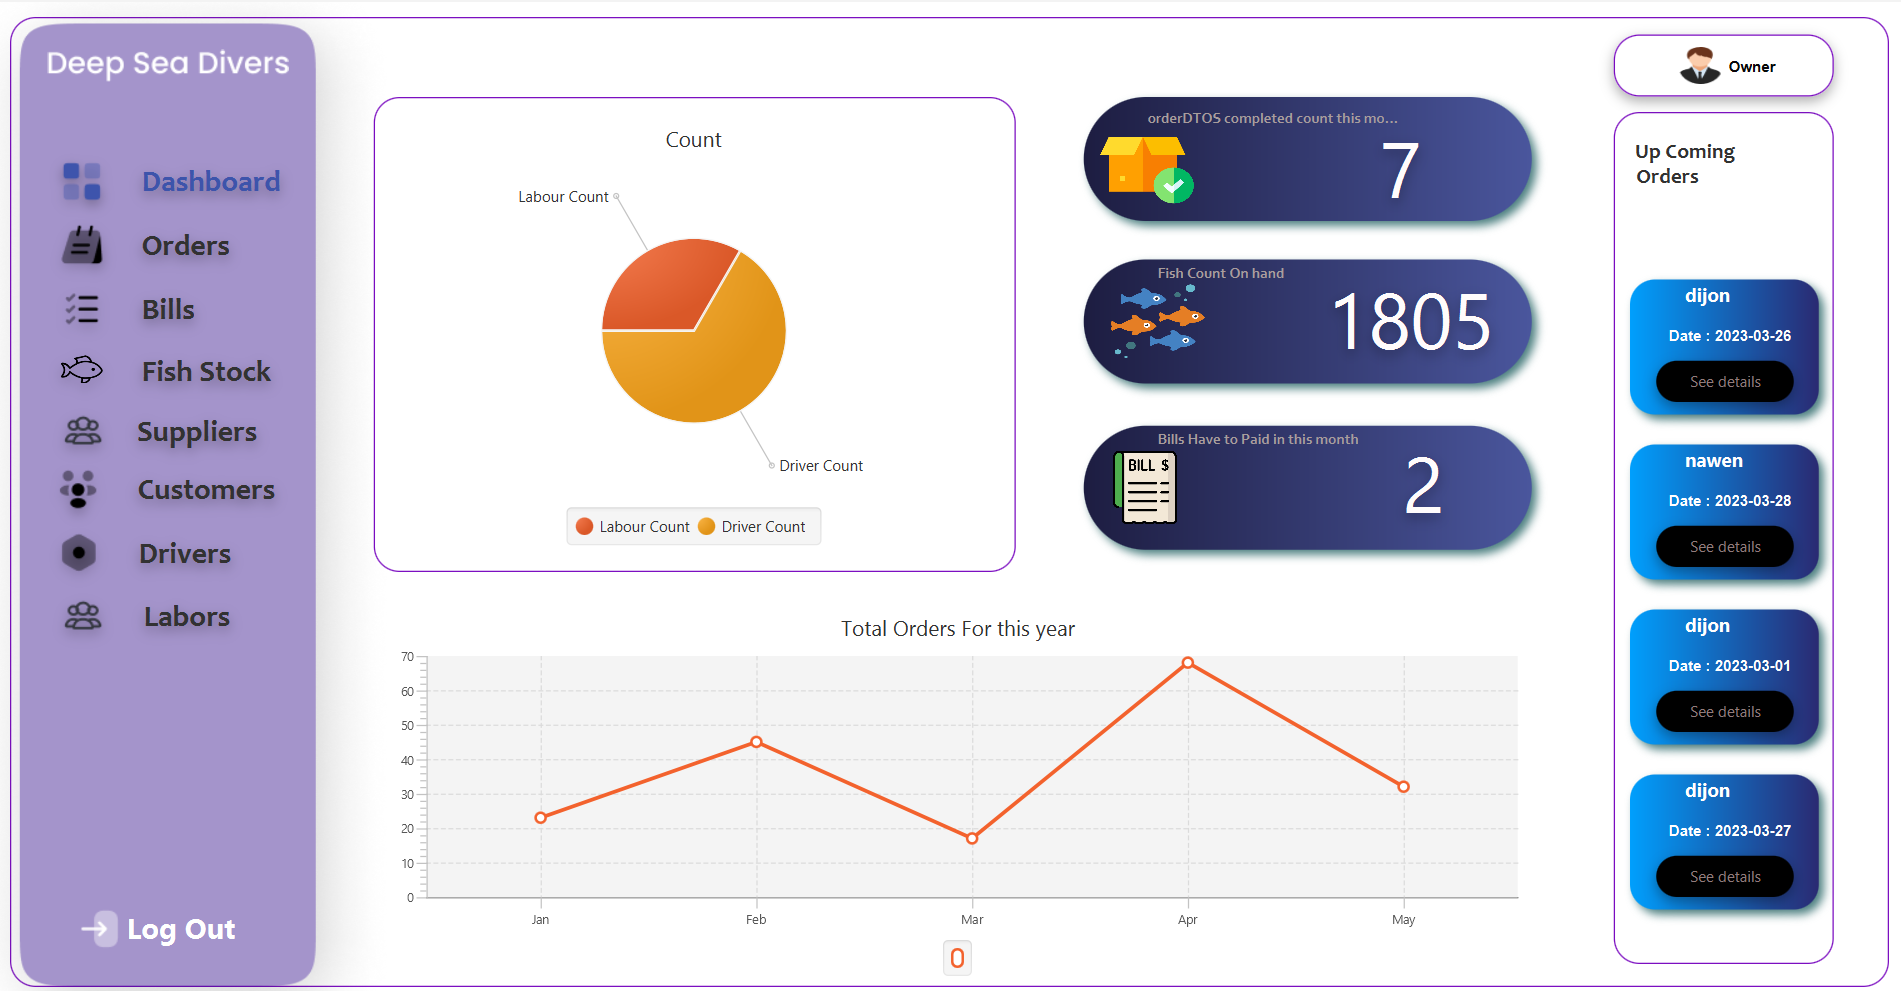 Deep Sea Divers
Dashboard
Orders
Bills
Fish Stock
Suppliers
Customers
Drivers
Labors
Log Out
Count
Labour Count
Driver Count
Labour Count Driver Count
orderDTOS completed count this mo...
7
Fish Count On hand
1805
Bills Have to Paid in this month
BILL $
2
Total Orders For this year
70
60
50
40
30
20
10
0
Jan Feb Mar Apr May
Owner
Up Coming
Orders
dijon
Date : 2023-03-26
See details
nawen
Date : 2023-03-28
See details
dijon
Date : 2023-03-01
See details
dijon
Date : 2023-03-27
See details